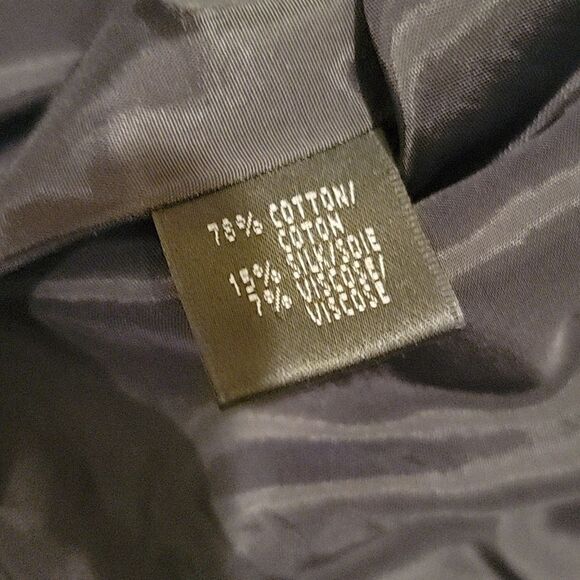 78% COTTON/
COTON
15% SILK/SOIE
7% VISCOSE/
VISCOSE